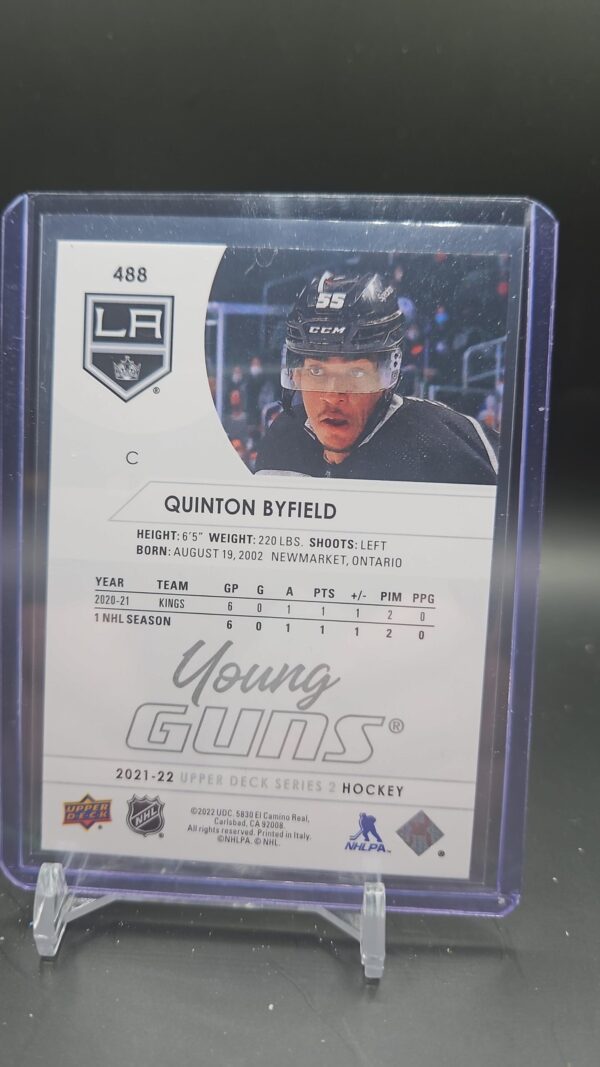 488
LA
55
CCM
C
QUINTON BYFIELD
HEIGHT: 6'5" WEIGHT: 220 LBS. SHOOTS: LEFT
BORN: AUGUST 19, 2002 NEWMARKET, ONTARIO
YEAR TEAM GP G A PTS +/- PIM PPG
2020-21 KINGS 6 0 1 1 1 2 0
1 NHL SEASON 6 0 1 1 1 2 0
Young
GUNS®
2021-22 UPPER DECK SERIES 2 HOCKEY
UPPER DECK
NHL
©2022 UDC. 5830 El Camino Real,
Carlsbad, CA 92008.
All rights reserved. Printed in Italy.
©NHLPA. © NHL.
NHLPA